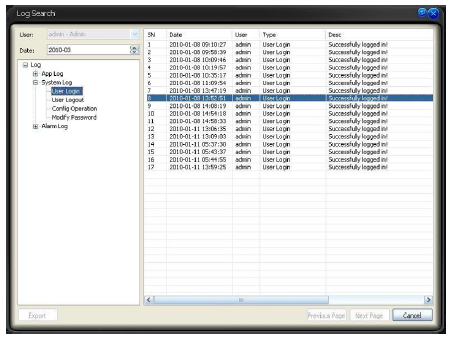 Log Search
User: admin - Admin
Date: 2010-03
Log
App Log
System Log
User Login
User Logout
Config Operation
Modify Password
Alarm Log
SN Date User Type Desc
1 2010-01-08 09:10:27 admin User Login Successfully logged in!
2 2010-01-08 09:58:39 admin User Login Successfully logged in!
3 2010-01-08 10:09:46 admin User Login Successfully logged in!
4 2010-01-08 10:19:57 admin User Login Successfully logged in!
5 2010-01-08 10:35:17 admin User Login Successfully logged in!
6 2010-01-08 11:09:54 admin User Login Successfully logged in!
7 2010-01-08 13:47:19 admin User Login Successfully logged in!
8 2010-01-08 13:52:51 admin User Login Successfully logged in!
9 2010-01-08 14:08:19 admin User Login Successfully logged in!
10 2010-01-08 14:54:18 admin User Login Successfully logged in!
11 2010-01-08 14:58:33 admin User Login Successfully logged in!
12 2010-01-11 13:06:35 admin User Login Successfully logged in!
13 2010-01-11 13:09:03 admin User Login Successfully logged in!
14 2010-01-11 05:37:30 admin User Login Successfully logged in!
15 2010-01-11 05:43:37 admin User Login Successfully logged in!
16 2010-01-11 05:44:55 admin User Login Successfully logged in!
17 2010-01-11 13:59:25 admin User Login Successfully logged in!
Export Previous Page Next Page Cancel